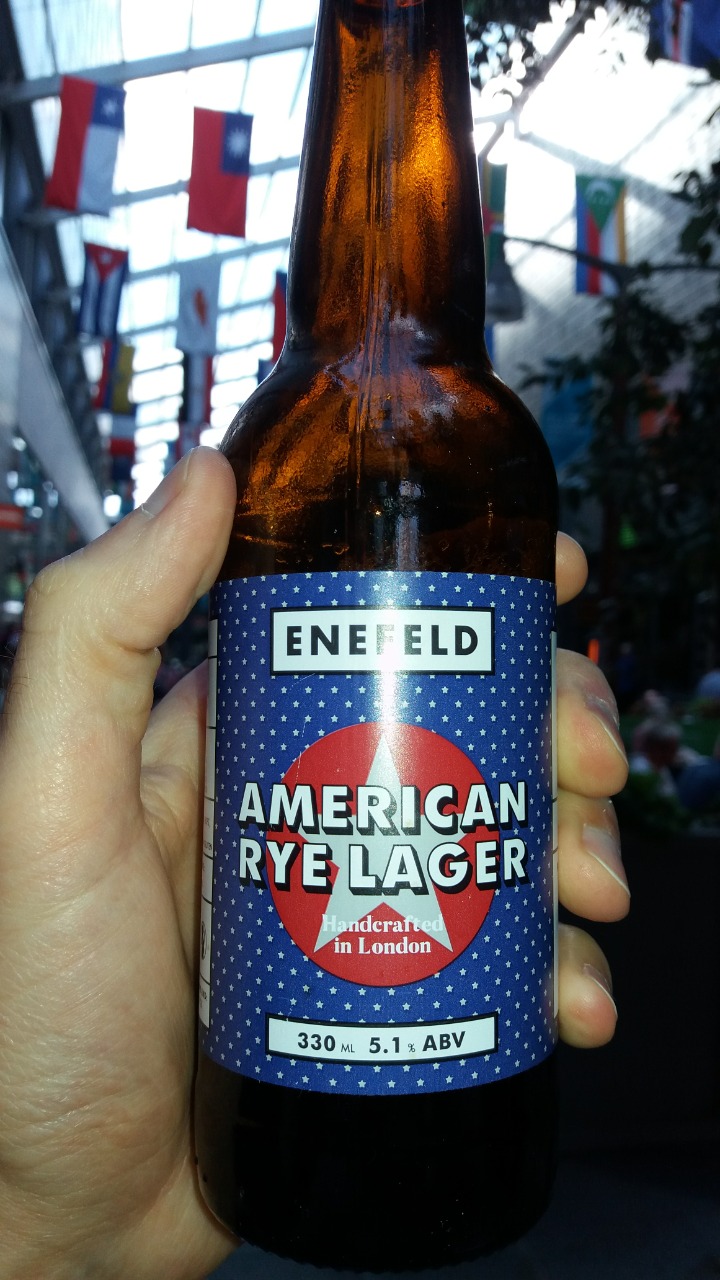 ENEFELD
AMERICAN
RYE LAGER
Handcrafted
in London
330 ML 5.1 % ABV